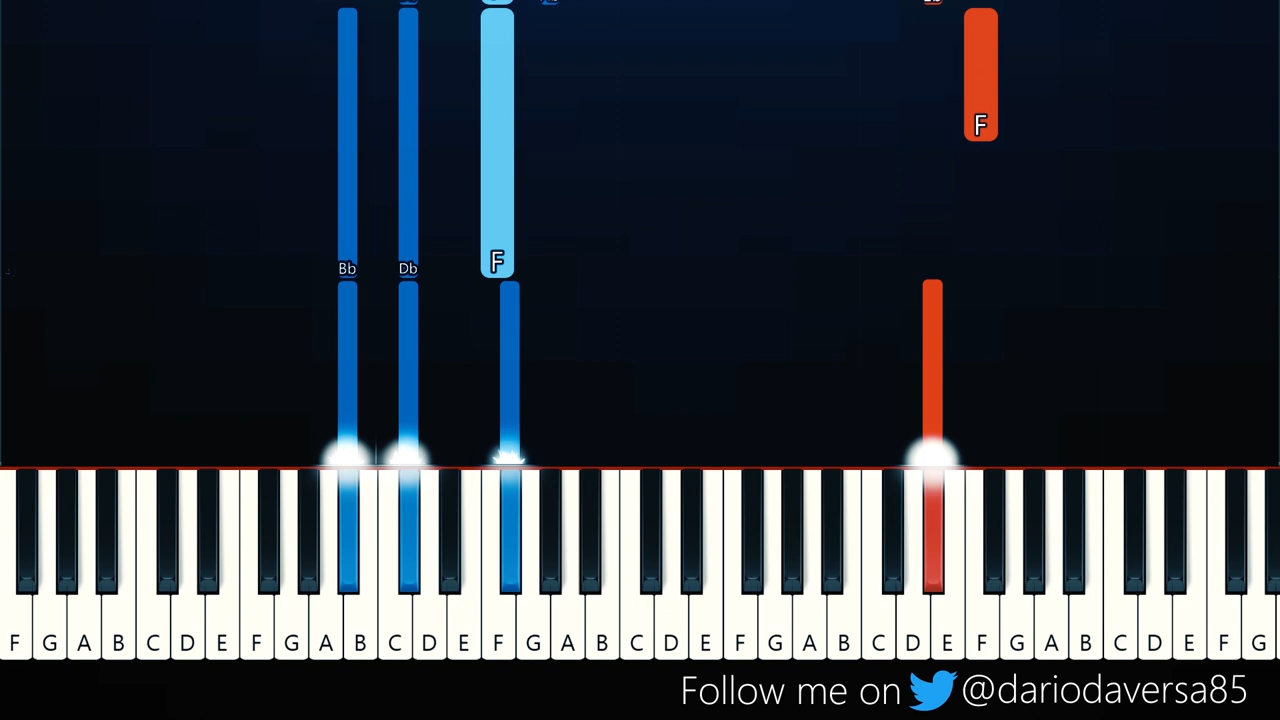 F
Bb Db F
F G A B C D E F G A B C D E F G A B C D E F G A B C D E F G A B C D E F G
Follow me on @dariodaversa85